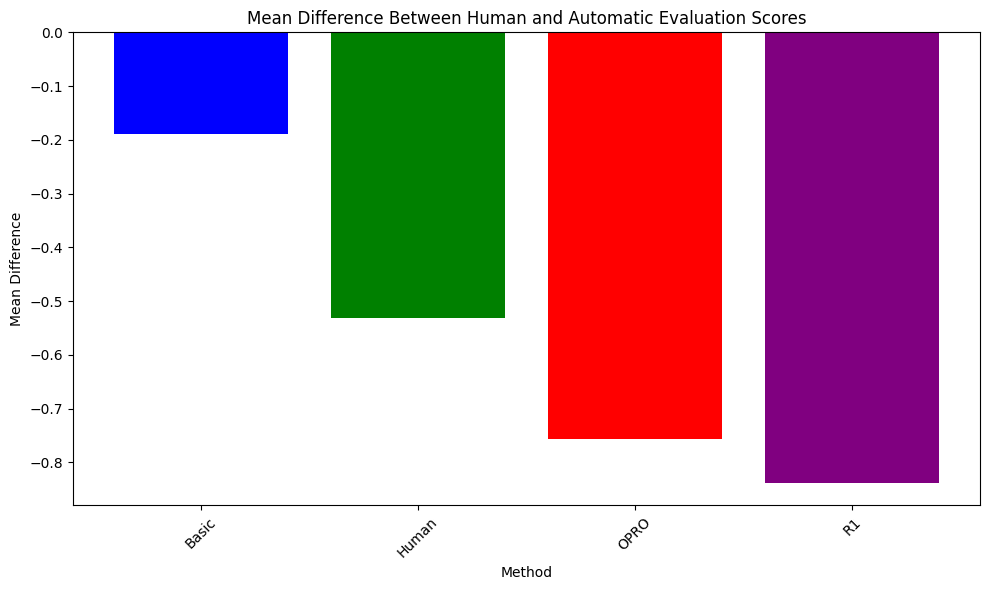 Mean Difference Between Human and Automatic Evaluation Scores
0.0
−0.1
−0.2
−0.3
−0.4
−0.5
−0.6
−0.7
−0.8
Mean Difference
Basic
Human
OPRO
R1
Method